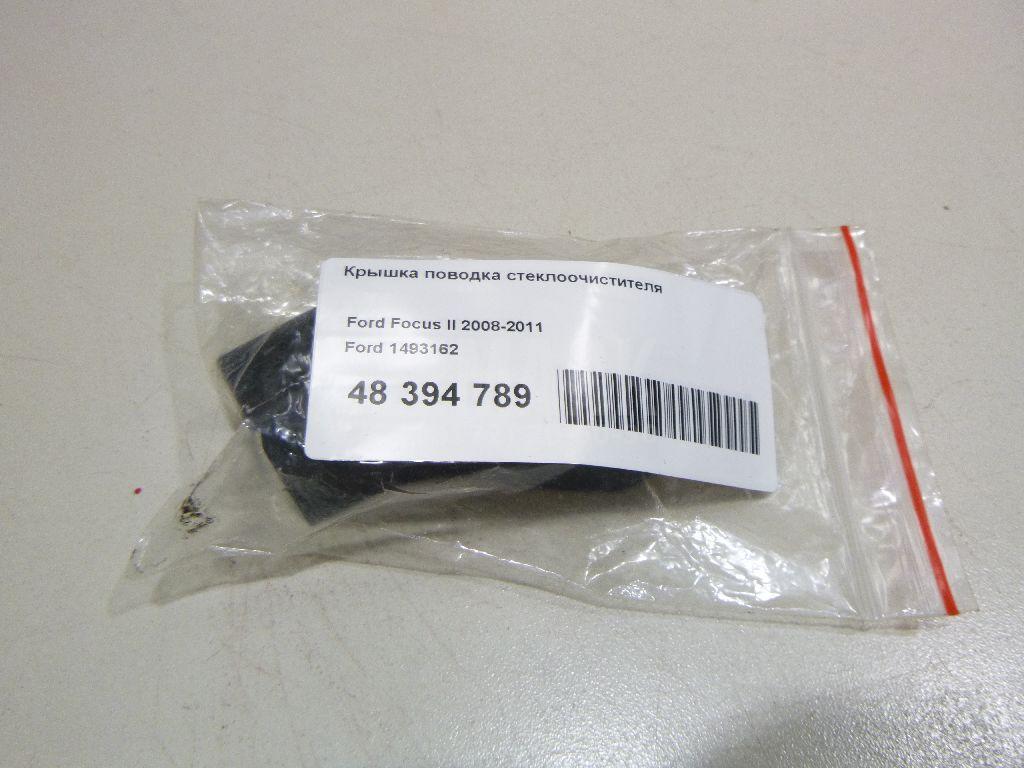 Крышка поводка стеклоочистителя
Ford Focus II 2008-2011
Ford 1493162
48 394 789